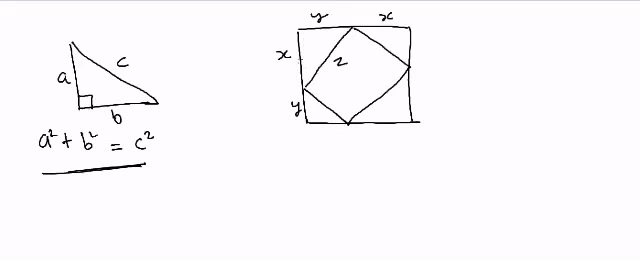 y x
x
z
y
a c
b
a² + b² = c²